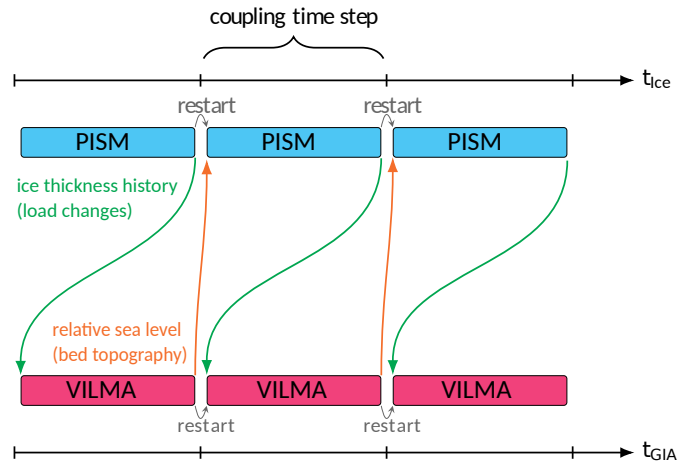 coupling time step
t_Ice
restart restart
PISM PISM PISM
ice thickness history
(load changes)
relative sea level
(bed topography)
VILMA VILMA VILMA
restart restart
t_GIA